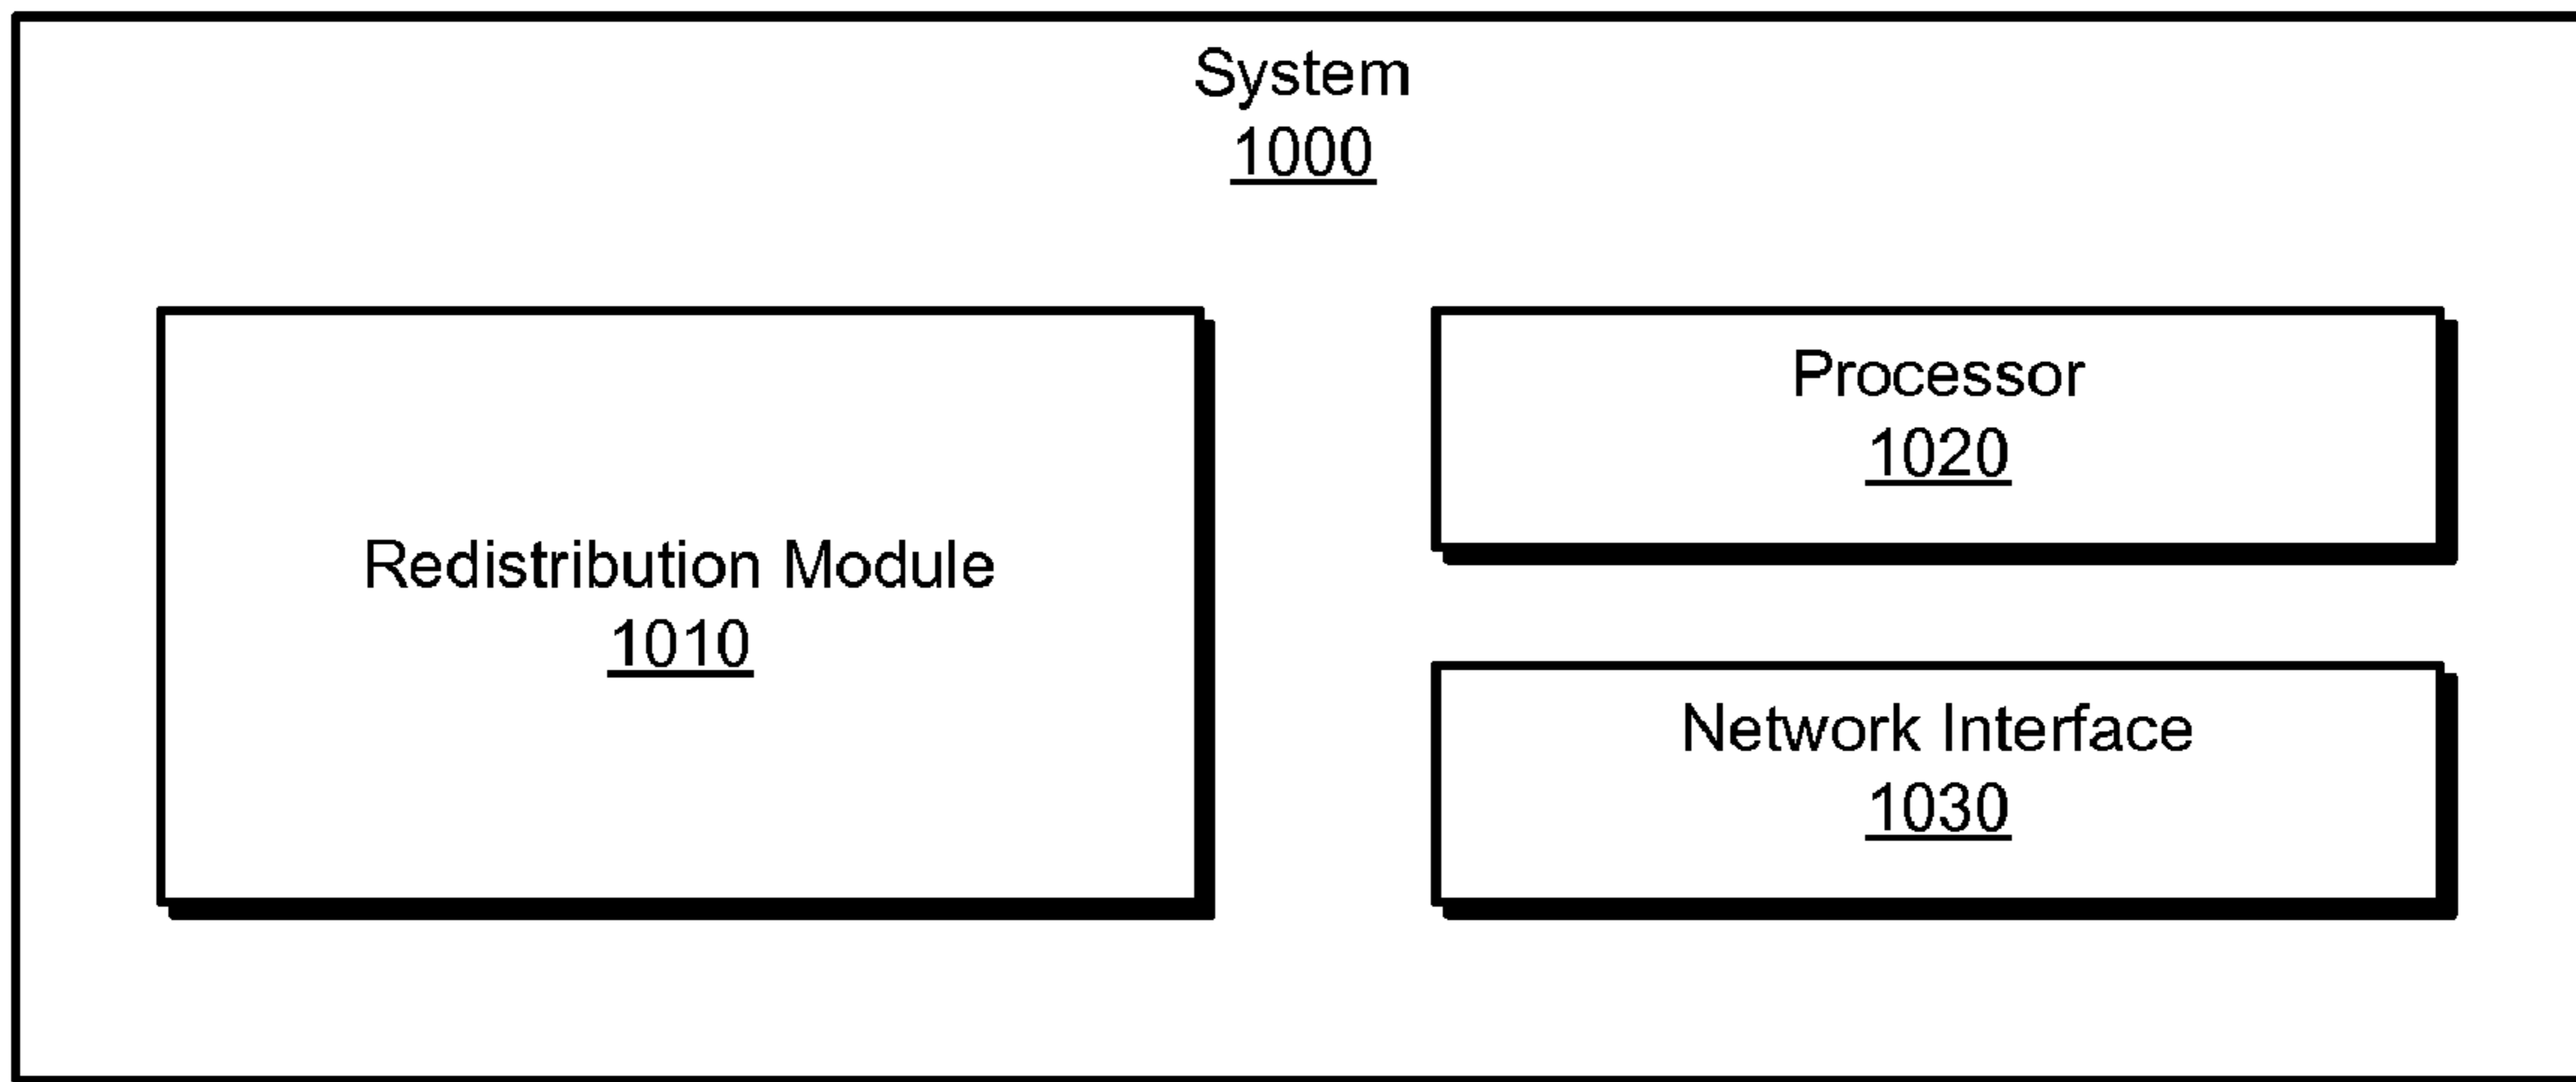 System
1000
Redistribution Module
1010
Processor
1020
Network Interface
1030